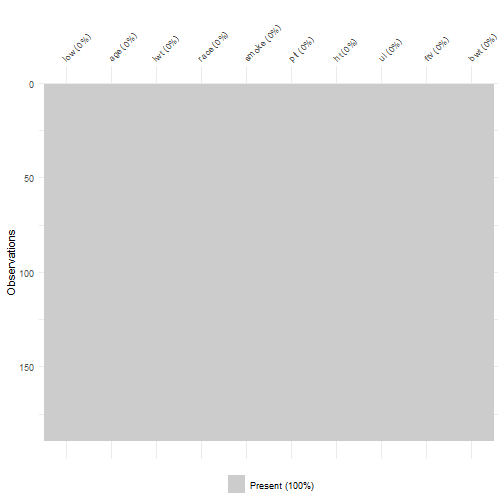 low (0%)
age (0%)
lwt (0%)
race (0%)
smoke (0%)
ptl (0%)
ht (0%)
ui (0%)
ftv (0%)
bwt (0%)
0
50
100
150
Observations
Present (100%)